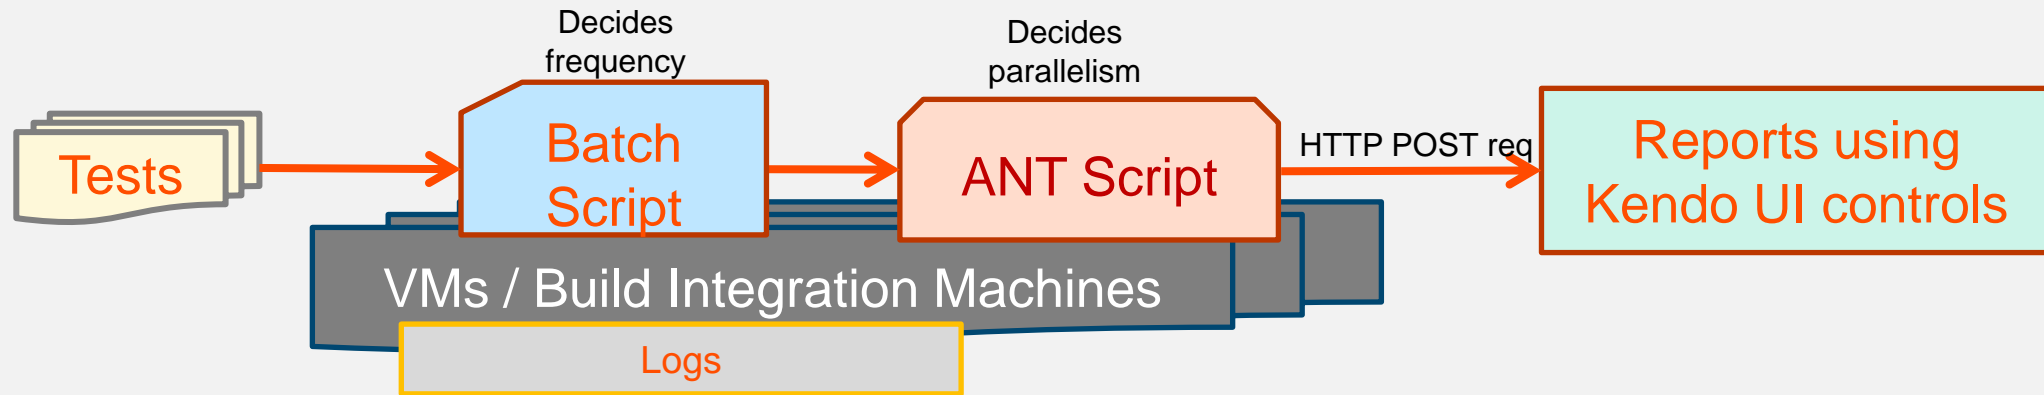 Decides
frequency
Decides
parallelism
Tests
Batch
Script
ANT Script
HTTP POST req
Reports using
Kendo UI controls
VMs / Build Integration Machines
Logs